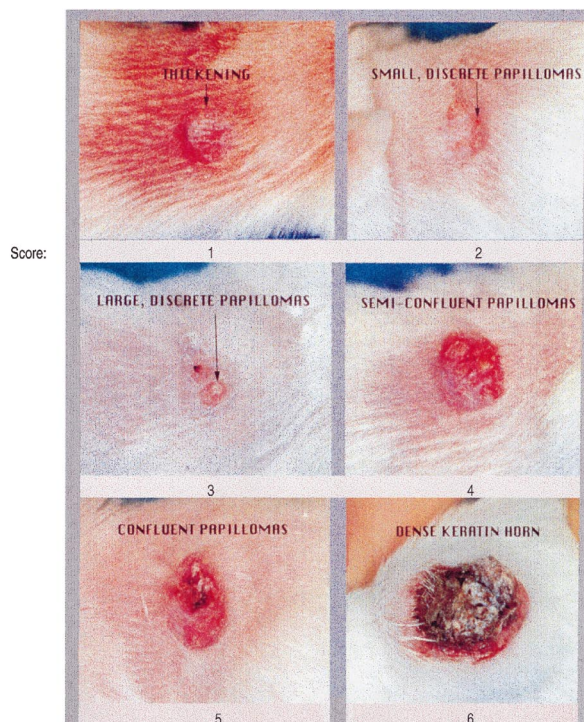 THICKENING
SMALL, DISCRETE PAPILLOMAS
Score:
1
2
LARGE, DISCRETE PAPILLOMAS
SEMI-CONFLUENT PAPILLOMAS
3
4
CONFLUENT PAPILLOMAS
DENSE KERATIN HORN
5
6